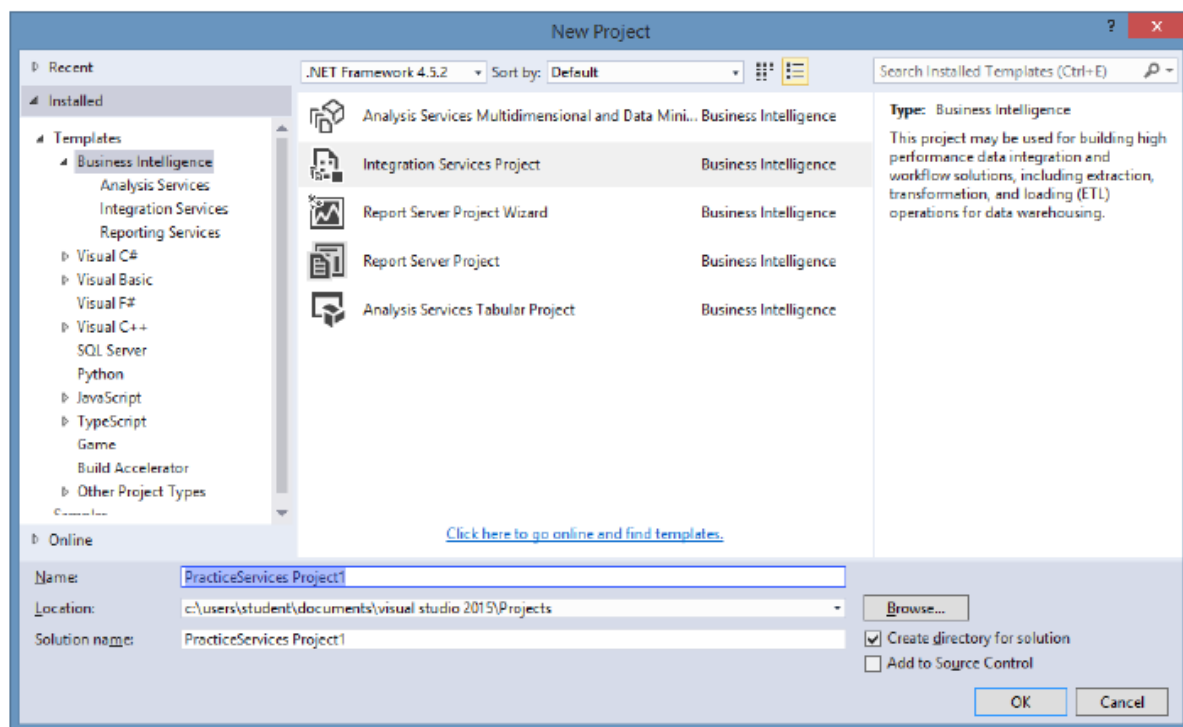 New Project
?
x
Recent
.NET Framework 4.5.2
Sort by:
Default
Search Installed Templates (Ctrl+E)
Installed
Templates
Business Intelligence
Analysis Services
Integration Services
Reporting Services
Visual C#
Visual Basic
Visual F#
Visual C++
SQL Server
Python
JavaScript
TypeScript
Game
Build Accelerator
Other Project Types
Online
Analysis Services Multidimensional and Data Mini... Business Intelligence
Integration Services Project Business Intelligence
Report Server Project Wizard Business Intelligence
Report Server Project Business Intelligence
Analysis Services Tabular Project Business Intelligence
Click here to go online and find templates.
Type: Business Intelligence
This project may be used for building high
performance data integration and
workflow solutions, including extraction,
transformation, and loading (ETL)
operations for data warehousing.
Name: PracticeServices Project1
Location: c:\users\student\documents\visual studio 2015\Projects
Browse...
Solution name: PracticeServices Project1
Create directory for solution
Add to Source Control
OK
Cancel